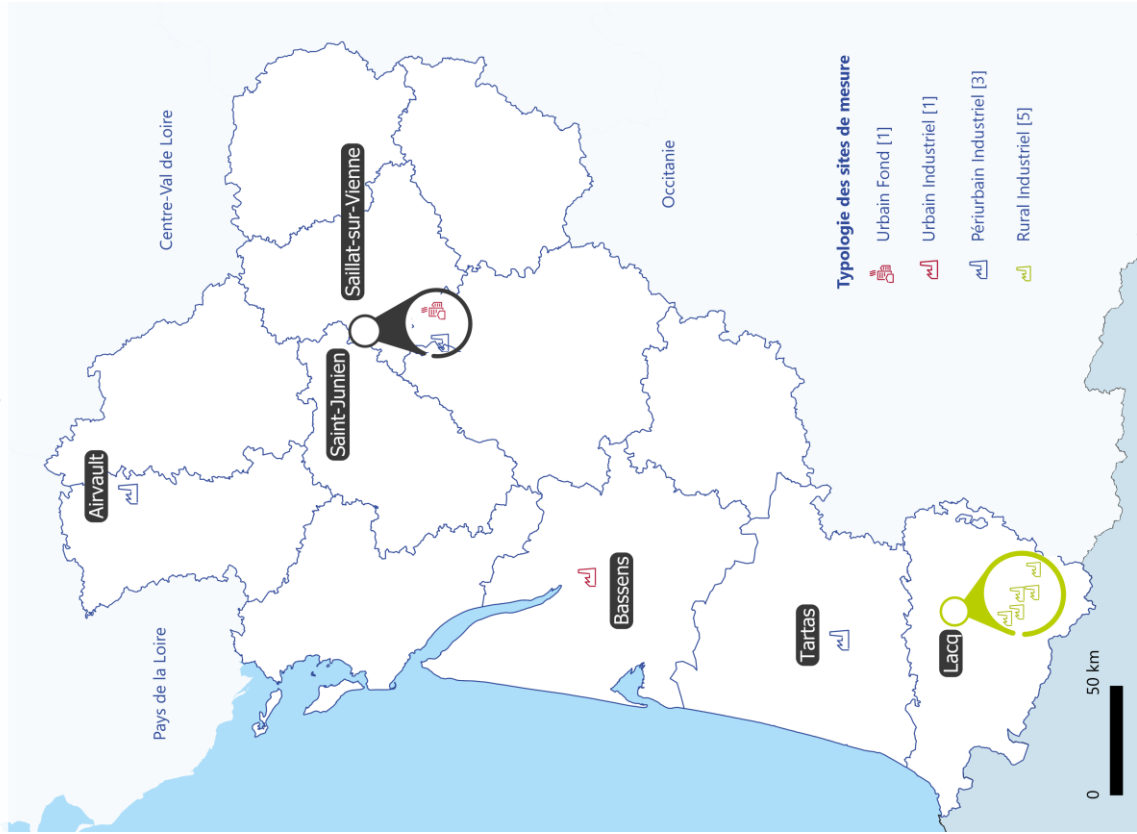 Centre-Val de Loire
Pays de la Loire
Occitanie
Airvault
Saint-Junien
Saillat-sur-Vienne
Bassens
Tartas
Lacq
Typologie des sites de mesure
Urbain Fond [1]
Urbain Industriel [1]
Périurbain Industriel [3]
Rural Industriel [5]
0 50 km